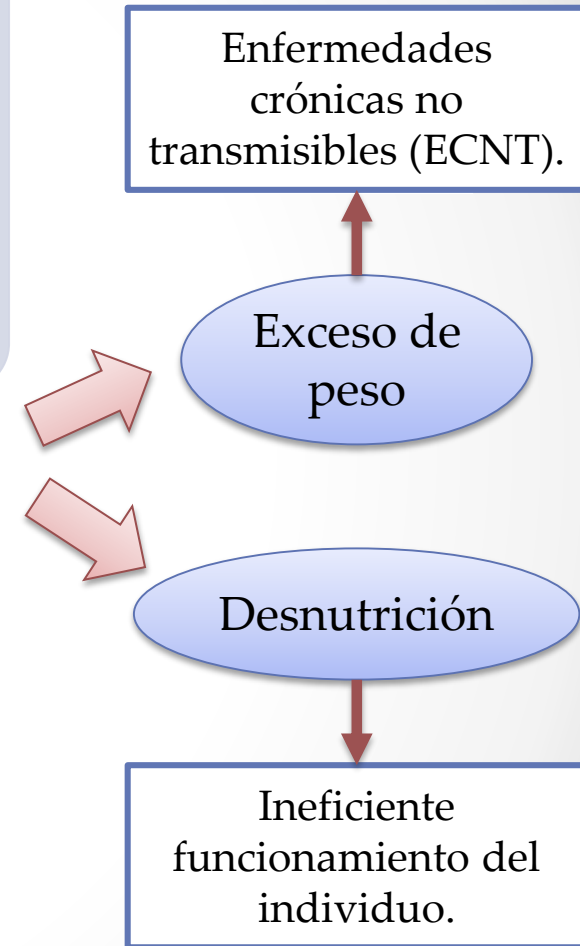 Enfermedades
crónicas no
transmisibles (ECNT).
Exceso de
peso
Desnutrición
Ineficiente
funcionamiento del
individuo.